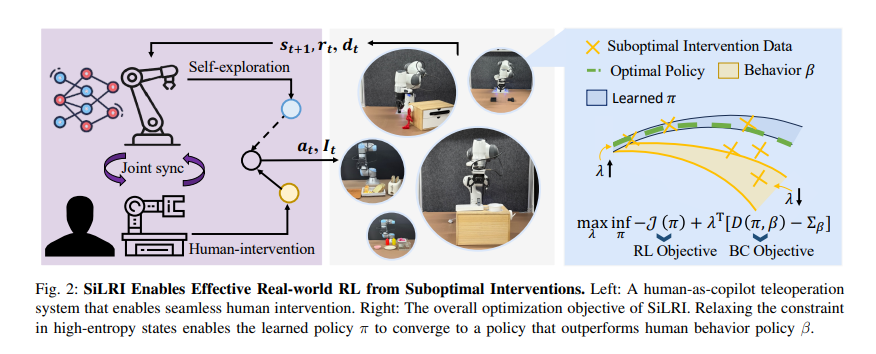 s_{t+1}, r_t, d_t
Self-exploration
Joint sync
a_t, I_t
Human-intervention
Suboptimal Intervention Data
Optimal Policy
Behavior β
Learned π
λ↑
λ↓
max_λ inf_π −𝒥(π) + λ^T[D(π, β) − Σ_β]
RL Objective
BC Objective
Fig. 2: SiLRI Enables Effective Real-world RL from Suboptimal Interventions. Left: A human-as-copilot teleoperation
system that enables seamless human intervention. Right: The overall optimization objective of SiLRI. Relaxing the constraint
in high-entropy states enables the learned policy π to converge to a policy that outperforms human behavior policy β.